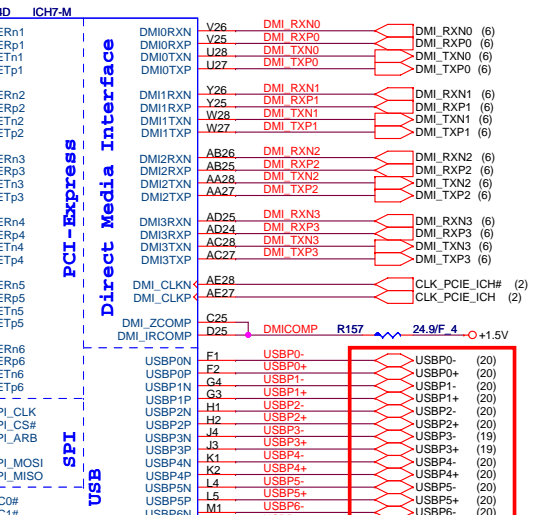 4D ICH7-M
ERn1 DMI0RXN V26 DMI_RXN0 DMI_RXN0 (6)
ERp1 DMI0RXP V25 DMI_RXP0 DMI_RXP0 (6)
ETn1 DMI0TXN U28 DMI_TXN0 DMI_TXN0 (6)
ETp1 DMI0TXP U27 DMI_TXP0 DMI_TXP0 (6)
ERn2 DMI1RXN Y26 DMI_RXN1 DMI_RXN1 (6)
ERp2 DMI1RXP Y25 DMI_RXP1 DMI_RXP1 (6)
ETn2 DMI1TXN W28 DMI_TXN1 DMI_TXN1 (6)
ETp2 DMI1TXP W27 DMI_TXP1 DMI_TXP1 (6)
ERn3 DMI2RXN AB26 DMI_RXN2 DMI_RXN2 (6)
ERp3 DMI2RXP AB25 DMI_RXP2 DMI_RXP2 (6)
ETn3 DMI2TXN AA28 DMI_TXN2 DMI_TXN2 (6)
ETp3 DMI2TXP AA27 DMI_TXP2 DMI_TXP2 (6)
ERn4 DMI3RXN AD25 DMI_RXN3 DMI_RXN3 (6)
ERp4 DMI3RXP AD24 DMI_RXP3 DMI_RXP3 (6)
ETn4 DMI3TXN AC28 DMI_TXN3 DMI_TXN3 (6)
ETp4 DMI3TXP AC27 DMI_TXP3 DMI_TXP3 (6)
PCI-Express
Direct Media Interface
ERn5 DMI_CLKN AE28 CLK_PCIE_ICH# (2)
ERp5 DMI_CLKP AE27 CLK_PCIE_ICH (2)
ETn5
ETp5 DMI_ZCOMP C25
DMI_IRCOMP D25 DMICOMP R157 24.9/F_4 +1.5V
ERn6
ERp6 USBP0N F1 USBP0- USBP0- (20)
ETn6 USBP0P F2 USBP0+ USBP0+ (20)
ETp6 USBP1N G4 USBP1- USBP1- (20)
USBP1P G3 USBP1+ USBP1+ (20)
PI_CLK USBP2N H1 USBP2- USBP2- (20)
PI_CS# USBP2P H2 USBP2+ USBP2+ (20)
PI_ARB USBP3N J4 USBP3- USBP3- (19)
USBP3P J3 USBP3+ USBP3+ (19)
PI_MOSI USBP4N K1 USBP4- USBP4- (20)
PI_MISO USBP4P K2 USBP4+ USBP4+ (20)
SPI
USB
USBP5N L4 USBP5- USBP5- (20)
C0# USBP5P L5 USBP5+ USBP5+ (20)
C1# USBP6N M1 USBP6- USBP6- (20)